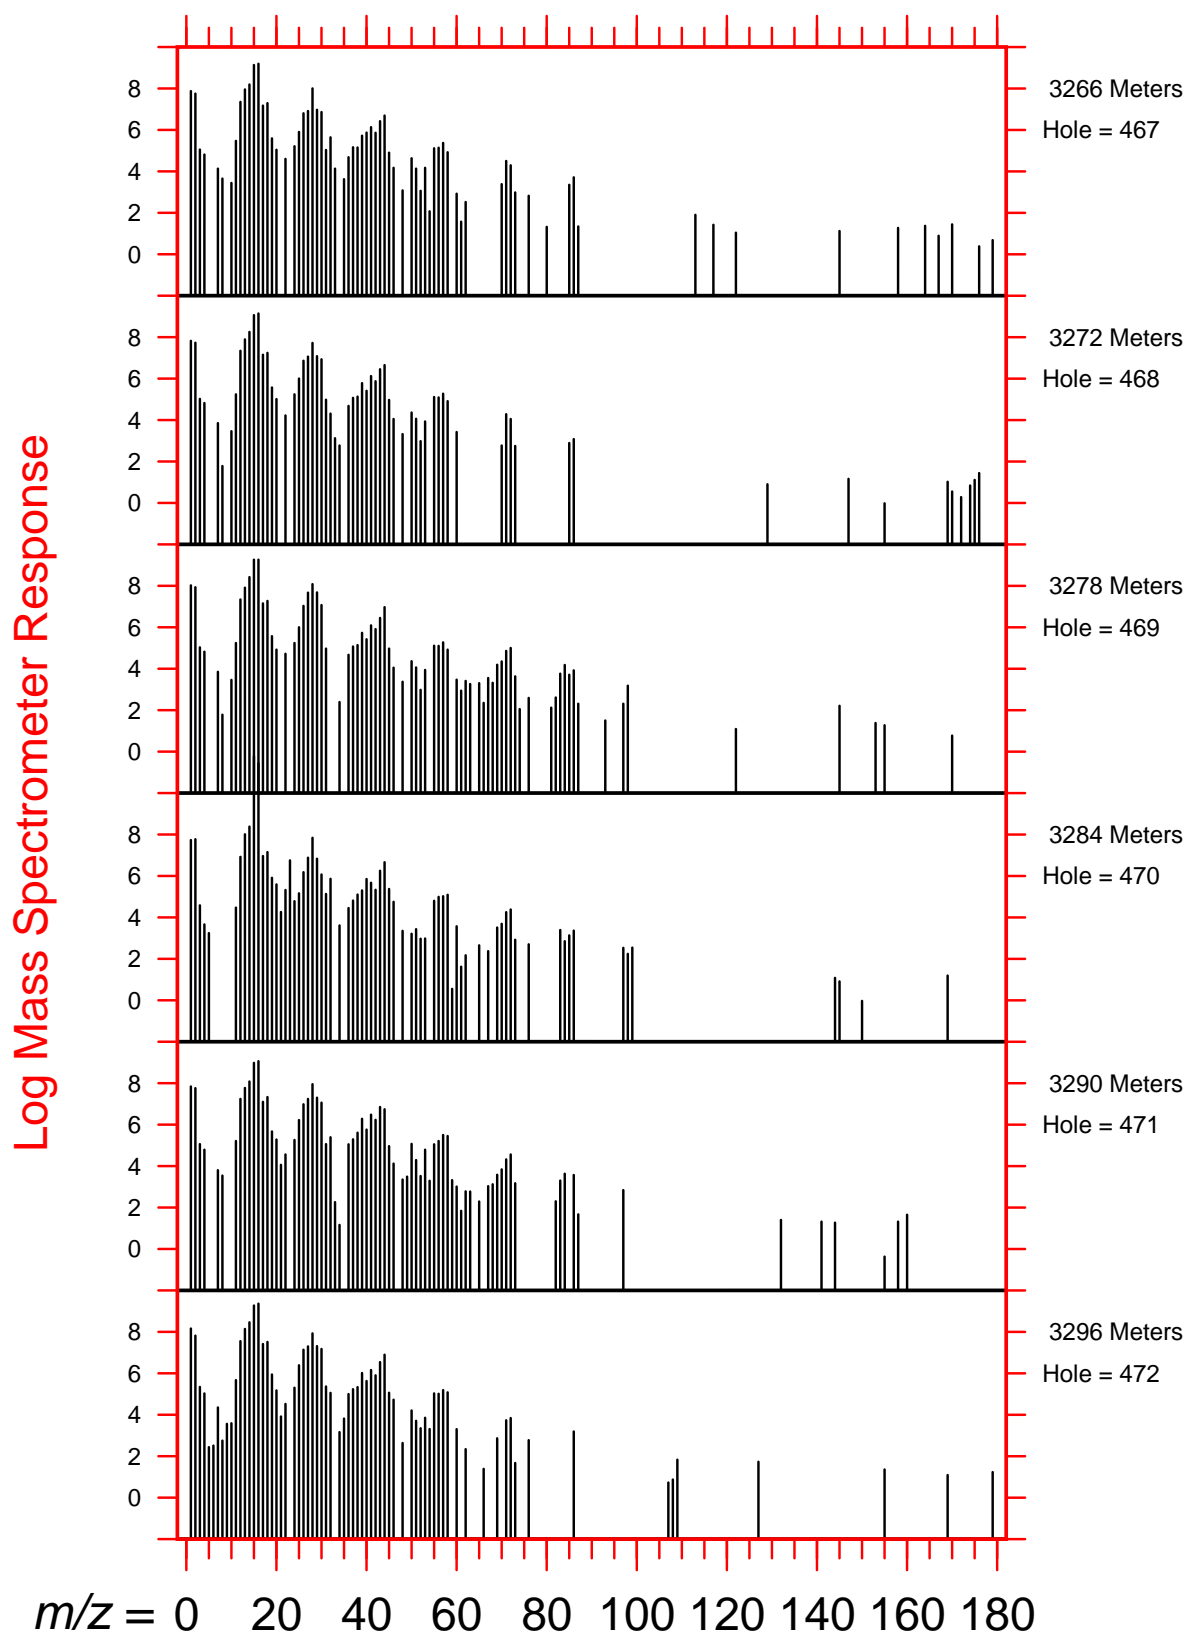 8
6
4
2
0
3266 Meters
Hole = 467
8
6
4
2
0
3272 Meters
Hole = 468
8
6
4
2
0
3278 Meters
Hole = 469
8
6
4
2
0
3284 Meters
Hole = 470
8
6
4
2
0
3290 Meters
Hole = 471
8
6
4
2
0
3296 Meters
Hole = 472
Log Mass Spectrometer Response
m/z = 0 20 40 60 80 100 120 140 160 180